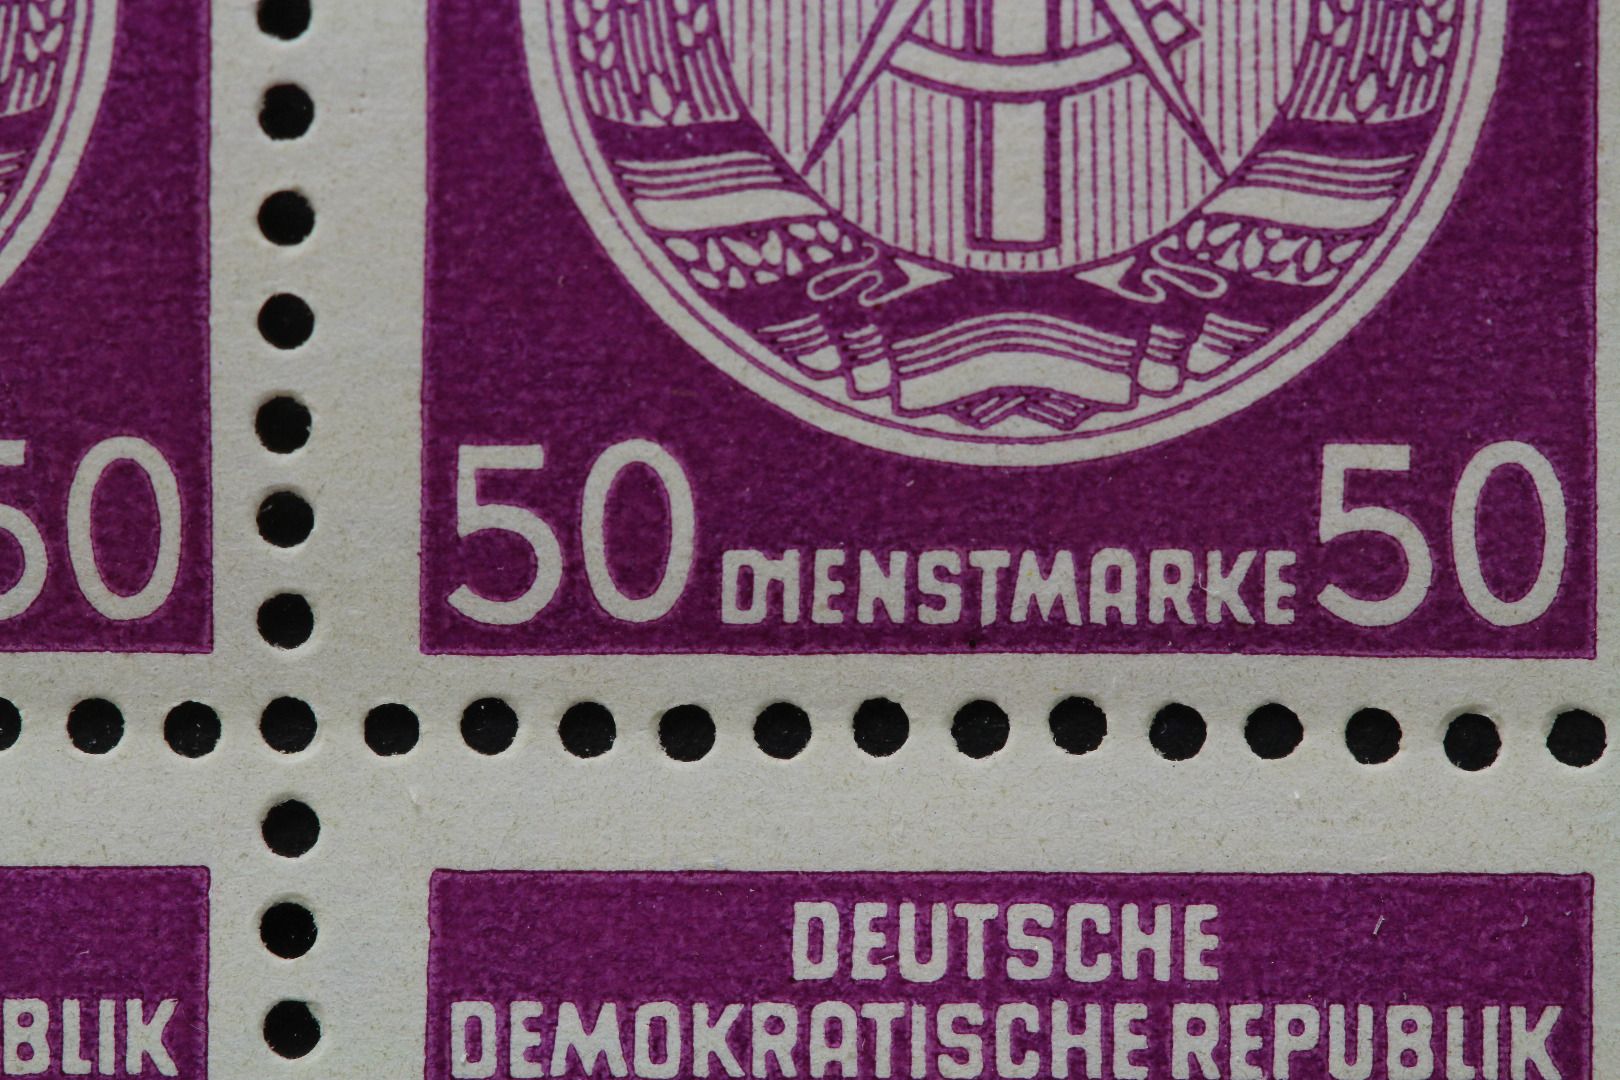 50
50 DIENSTMARKE 50
DEUTSCHE
BLIK
DEMOKRATISCHE REPUBLIK